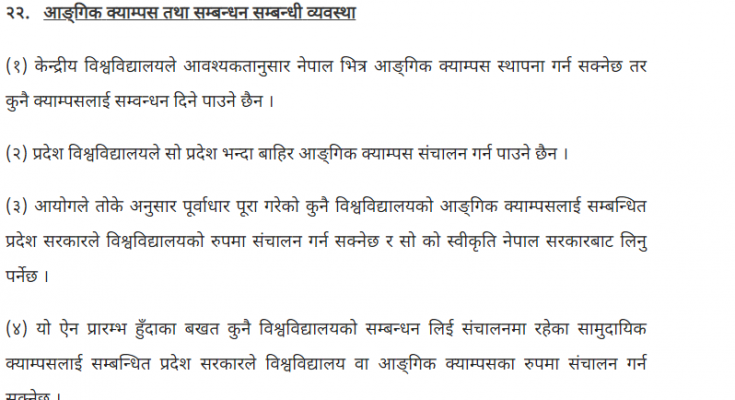 २२. आङ्गिक क्याम्पस तथा सम्बन्धन सम्बन्धी व्यवस्था
(१) केन्द्रीय विश्वविद्यालयले आवश्यकतानुसार नेपाल भित्र आङ्गिक क्याम्पस स्थापना गर्न सक्नेछ तर
कुनै क्याम्पसलाई सम्वन्धन दिने पाउने छैन ।
(२) प्रदेश विश्वविद्यालयले सो प्रदेश भन्दा बाहिर आङ्गिक क्याम्पस संचालन गर्न पाउने छैन ।
(३) आयोगले तोके अनुसार पूर्वाधार पूरा गरेको कुनै विश्वविद्यालयको आङ्गिक क्याम्पसलाई सम्बन्धित
प्रदेश सरकारले विश्वविद्यालयको रुपमा संचालन गर्न सक्नेछ र सो को स्वीकृति नेपाल सरकारबाट लिनु
पर्नेछ ।
(४) यो ऐन प्रारम्भ हुँदाका बखत कुनै विश्वविद्यालयको सम्बन्धन लिई संचालनमा रहेका सामुदायिक
क्याम्पसलाई सम्बन्धित प्रदेश सरकारले विश्वविद्यालय वा आङ्गिक क्याम्पसका रुपमा संचालन गर्न
सक्नेछ ।